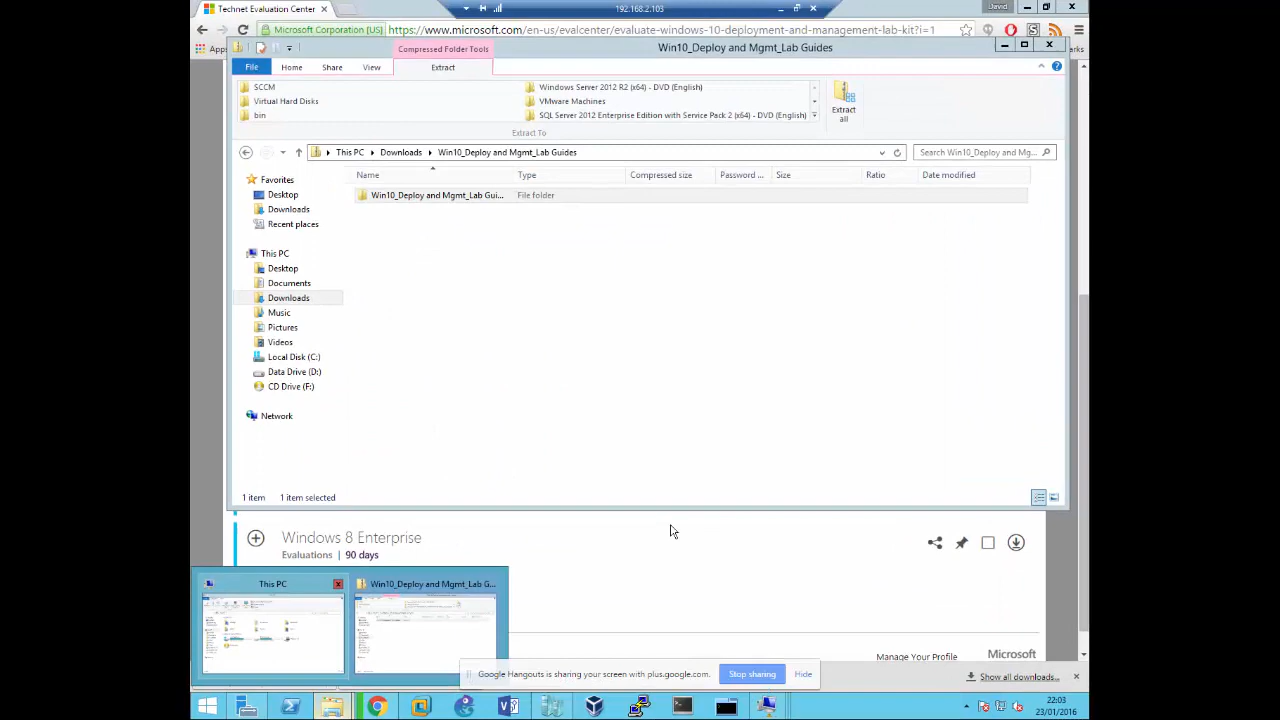 Technet Evaluation Center
192.168.2.103
David
Microsoft Corporation [US]
https://www.microsoft.com/en-us/evalcenter/evaluate-windows-10-deployment-and-management-lab-kit?i=1
Compressed Folder Tools
Win10_Deploy and Mgmt_Lab Guides
File
Home
Share
View
Extract
SCCM
Windows Server 2012 R2 (x64) - DVD (English)
Virtual Hard Disks
VMware Machines
bin
SQL Server 2012 Enterprise Edition with Service Pack 2 (x64) - DVD (English)
Extract all
Extract To
This PC
Downloads
Win10_Deploy and Mgmt_Lab Guides
Search Win10_Deploy and Mg...
Name
Type
Compressed size
Password ...
Size
Ratio
Date modified
Win10_Deploy and Mgmt_Lab Gui...
File folder
Favorites
Desktop
Downloads
Recent places
This PC
Desktop
Documents
Downloads
Music
Pictures
Videos
Local Disk (C:)
Data Drive (D:)
CD Drive (F:)
Network
1 item
1 item selected
Windows 8 Enterprise
Evaluations | 90 days
This PC
Win10_Deploy and Mgmt_Lab G...
Manage Your Profile
Microsoft
Google Hangouts is sharing your screen with plus.google.com.
Stop sharing
Hide
Show all downloads...
22:03
23/01/2016